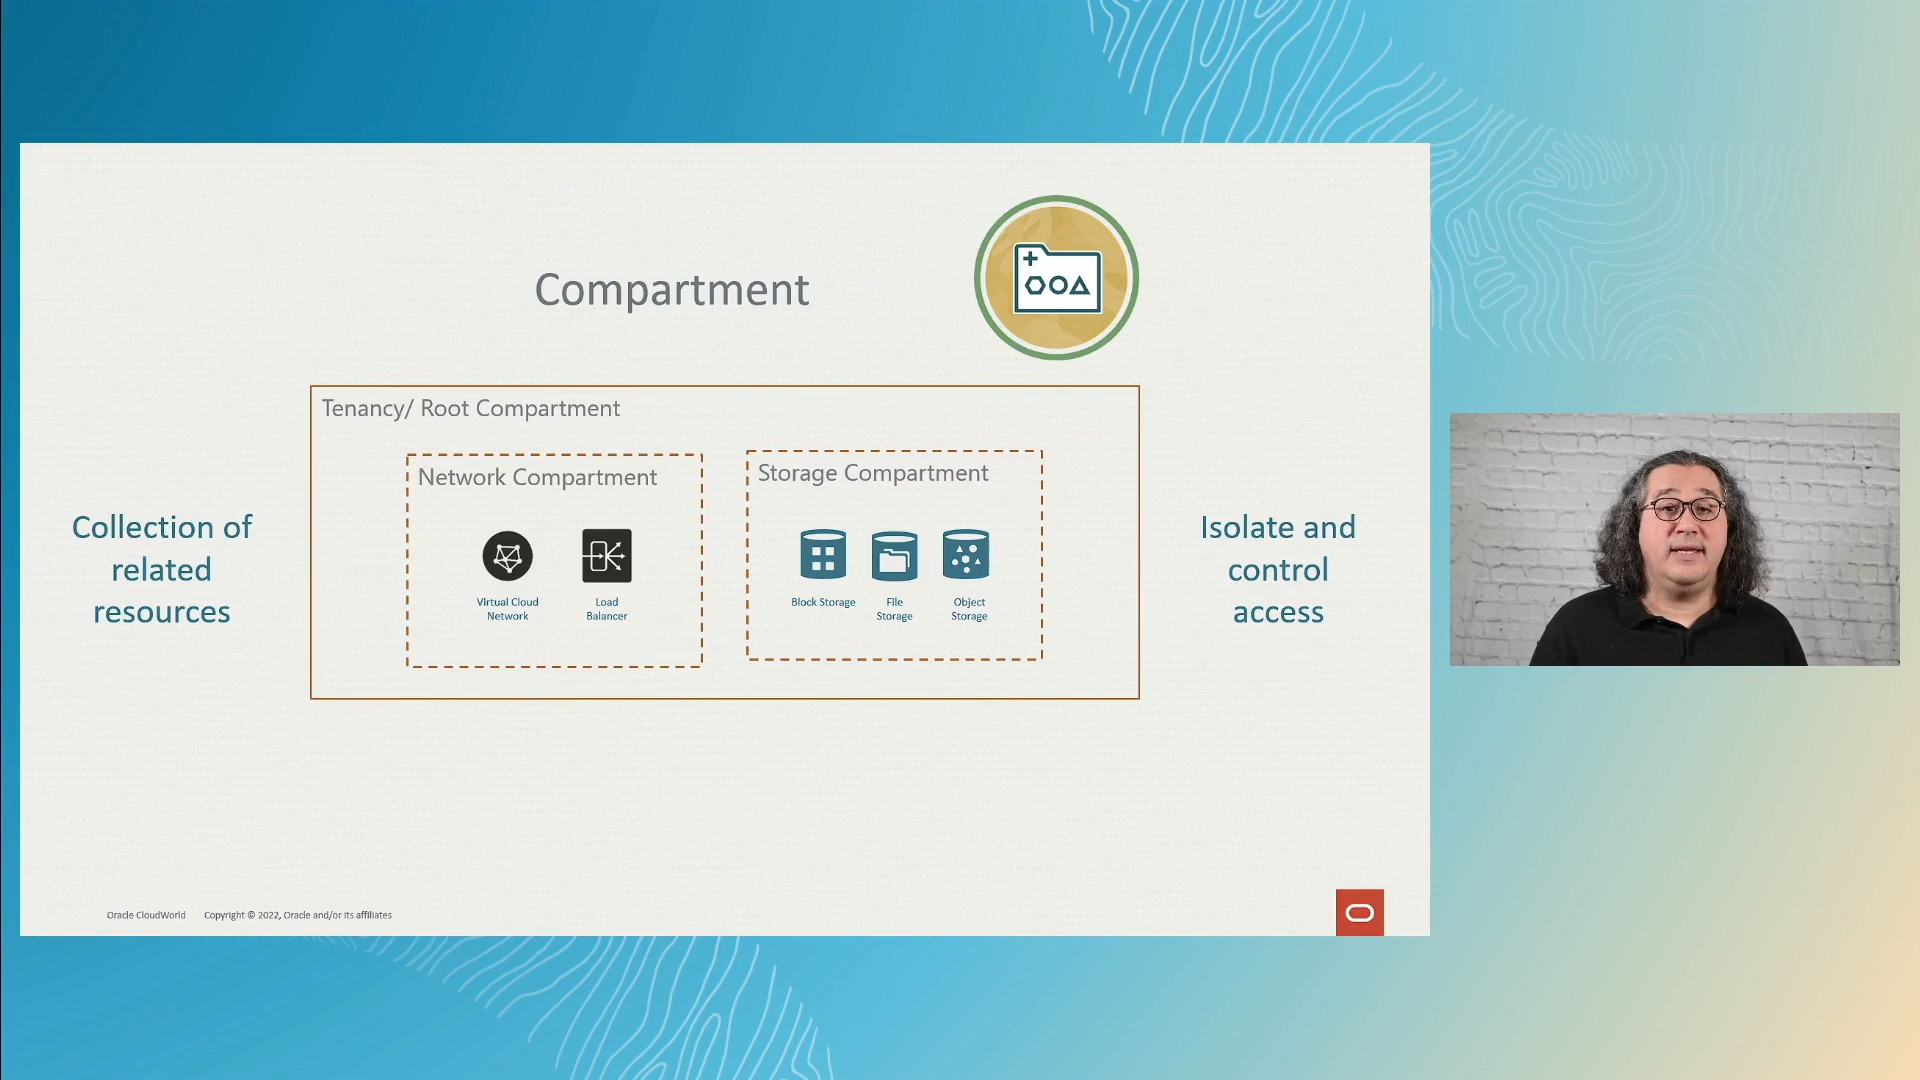 Compartment
Tenancy/ Root Compartment
Network Compartment
Virtual Cloud
Network
Load
Balancer
Storage Compartment
Block Storage
FIle
Storage
Object
Storage
Collection of
related
resources
Isolate and
control
access
Oracle CloudWorld
Copyright © 2022, Oracle and/or its affiliates